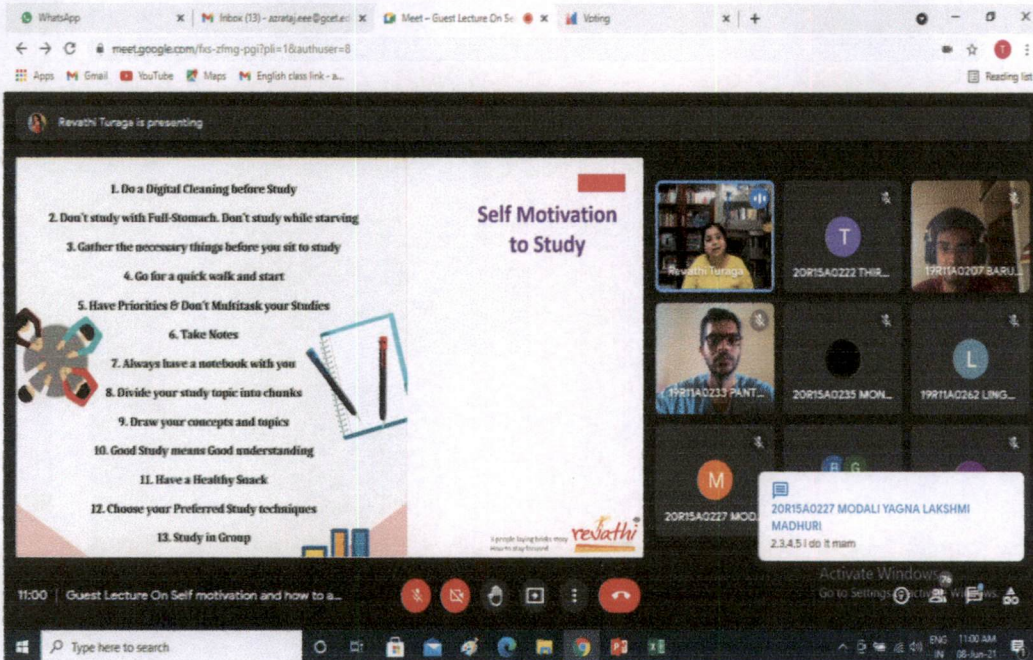 WhatsApp
Inbox (13) - azrataj.eee@gcet.ed
Meet – Guest Lecture On Se
Voting
meet.google.com/fxs-zfmg-pgi?pli=1&authuser=8
Apps
Gmail
YouTube
Maps
English class link - a...
Reading list
Revathi Turaga is presenting
1. Do a Digital Cleaning before Study
2. Don't study with Full-Stomach. Don't study while starving
3. Gather the necessary things before you sit to study
4. Go for a quick walk and start
5. Have Priorities & Don't Multitask your Studies
6. Take Notes
7. Always have a notebook with you
8. Divide your study topic into chunks
9. Draw your concepts and topics
10. Good Study means Good understanding
11. Have a Healthy Snack
12. Choose your Preferred Study techniques
13. Study in Group
Self Motivation
to Study
revathi
Revathi Turaga
T
20R15A0222 THIR...
19R11A0207 BARU...
19R11A0233 PANT...
20R15A0235 MON...
L
19R11A0262 LING...
M
20R15A0227 MOD
B G
20R15A0227 MODALI YAGNA LAKSHMI
MADHURI
2,3,4,5 I do it mam
Activate Windows
Go to Settings
11:00 | Guest Lecture On Self motivation and how to a...
Type here to search
ENG
IN
11:00 AM
08-Jun-21